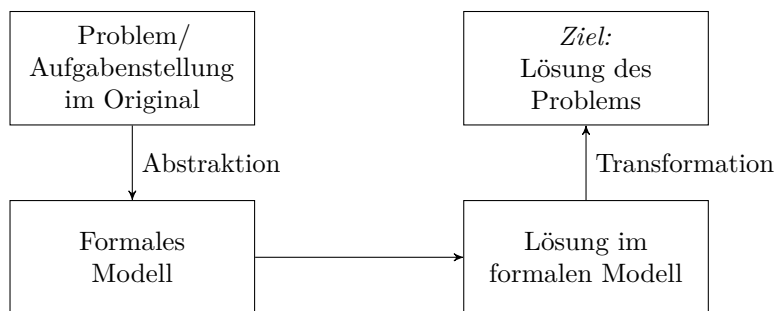 Problem/
Aufgabenstellung
im Original
Ziel:
Lösung des
Problems
Abstraktion
Transformation
Formales
Modell
Lösung im
formalen Modell